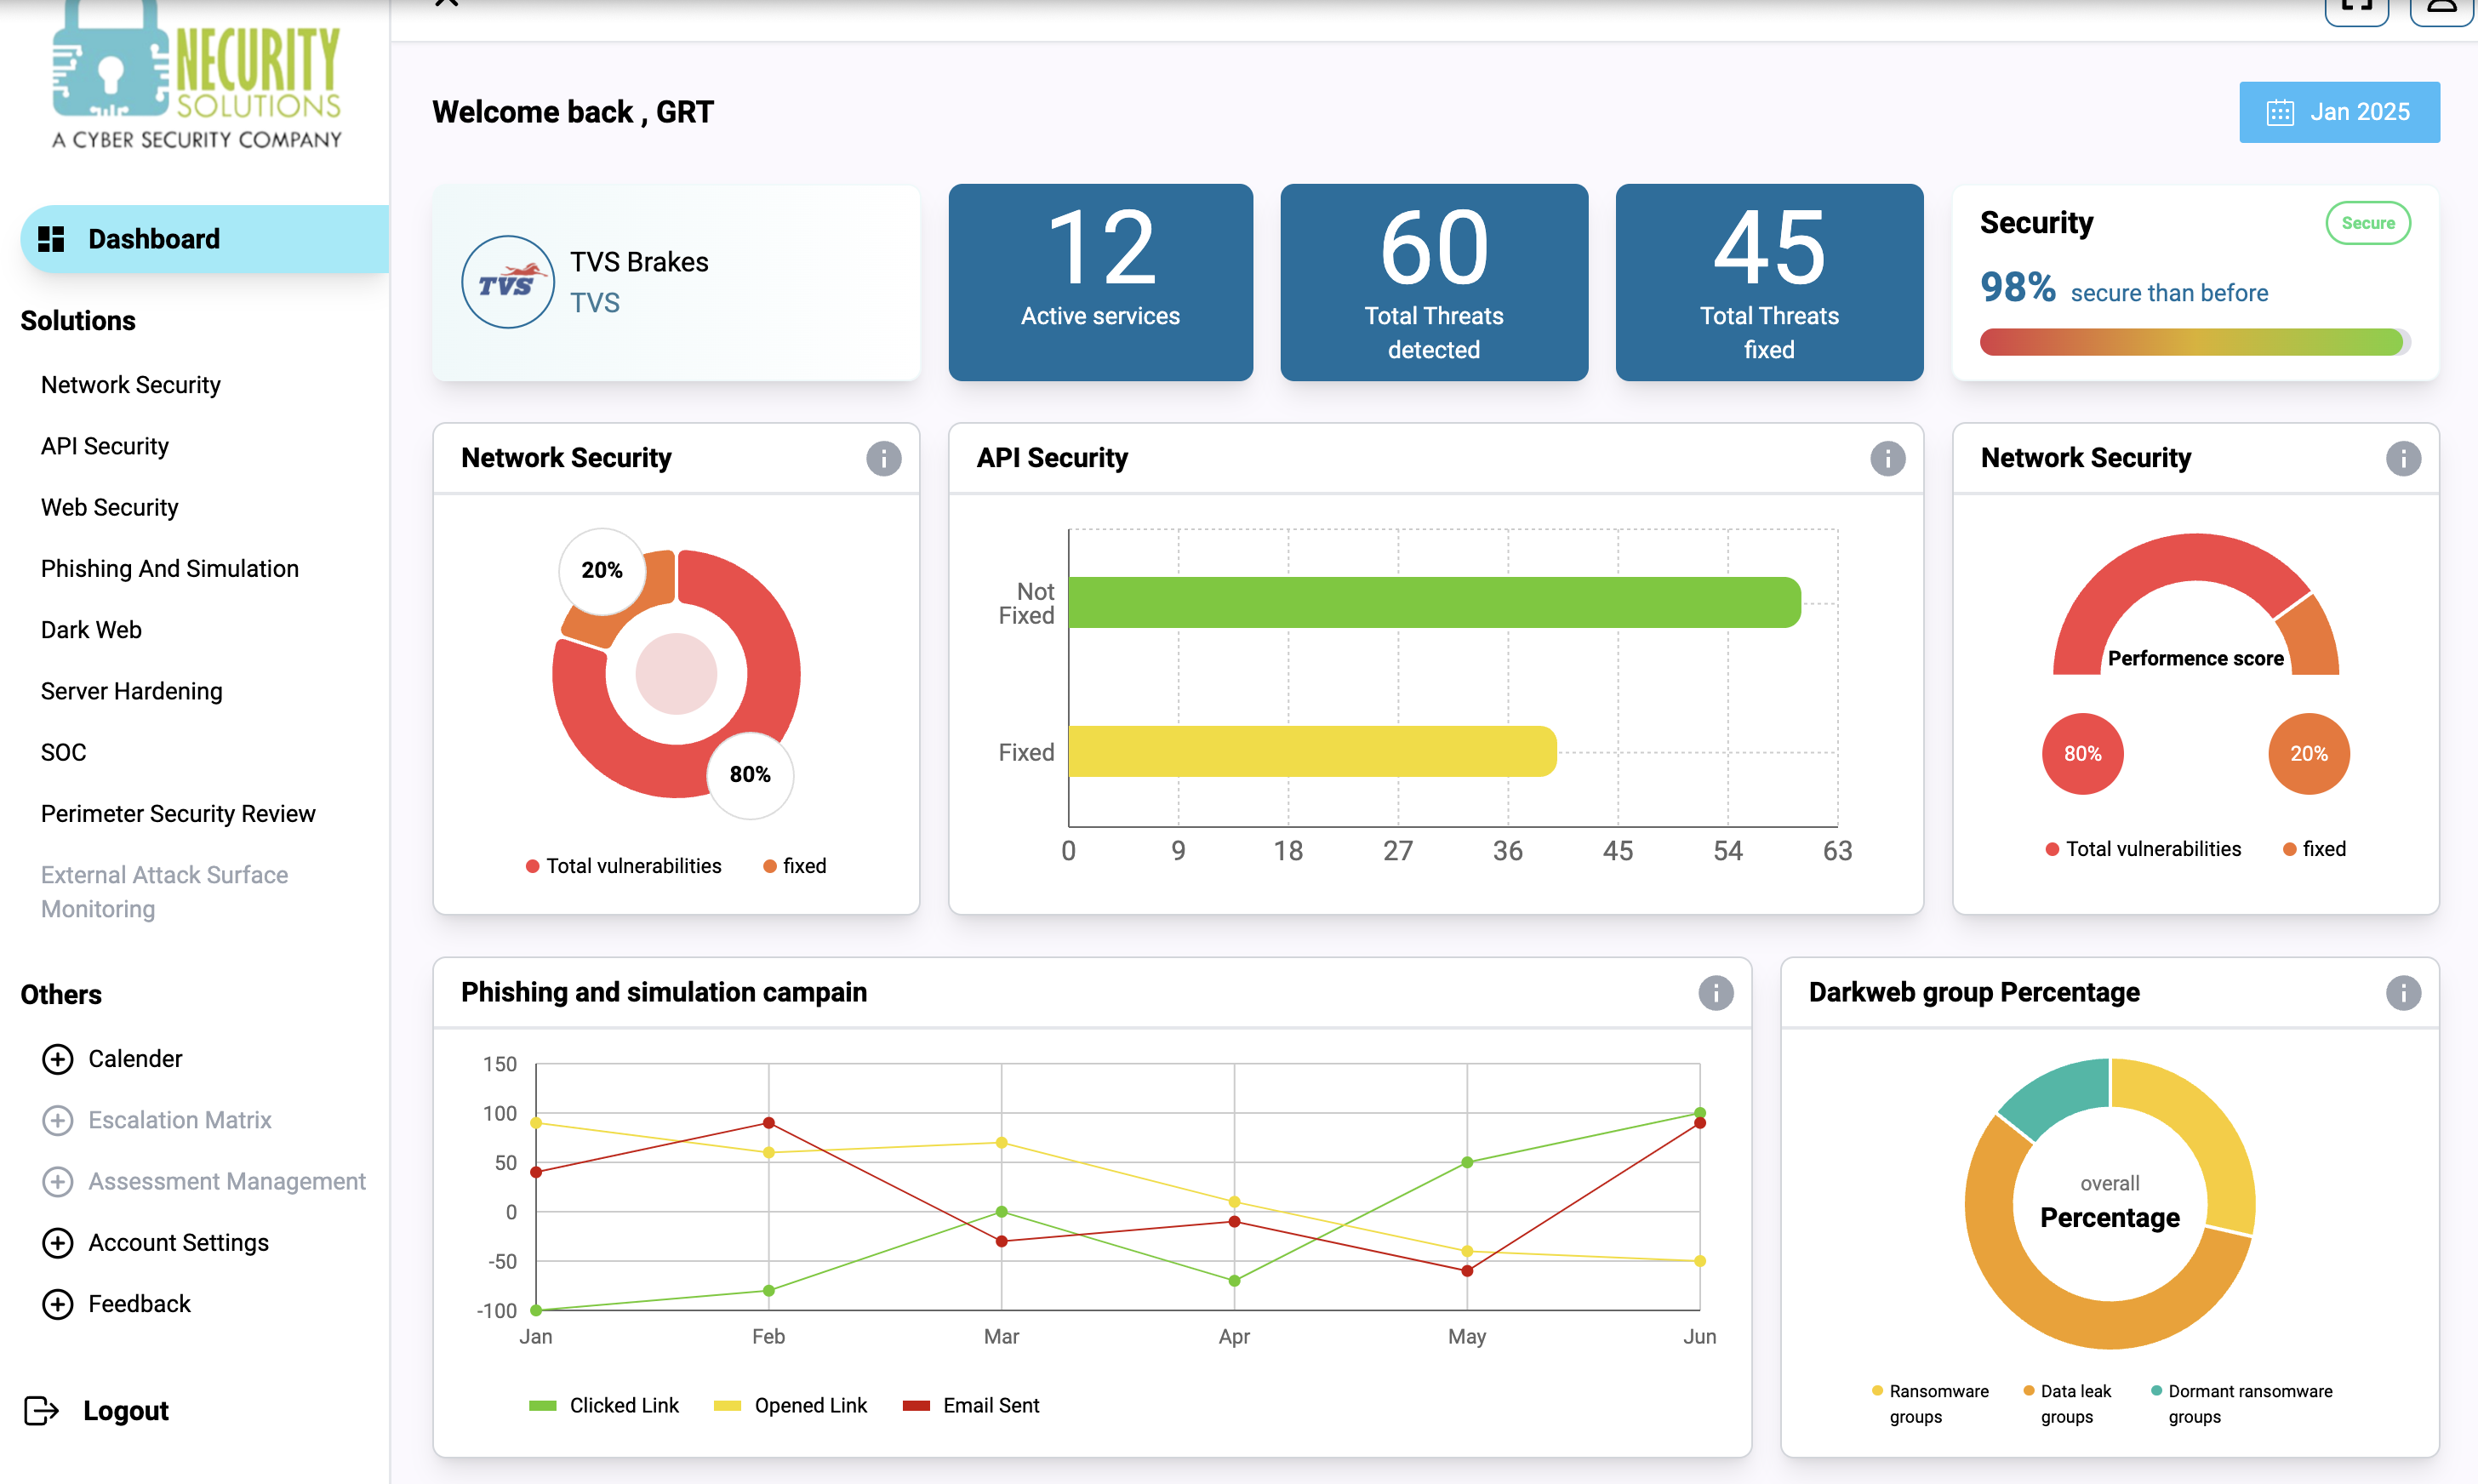 NECURITY
SOLUTIONS
A CYBER SECURITY COMPANY
Dashboard
Solutions
Network Security
API Security
Web Security
Phishing And Simulation
Dark Web
Server Hardening
SOC
Perimeter Security Review
External Attack Surface
Monitoring
Others
Calender
Escalation Matrix
Assessment Management
Account Settings
Feedback
Logout
Welcome back , GRT
Jan 2025
TVS
TVS Brakes
TVS
12
Active services
60
Total Threats
detected
45
Total Threats
fixed
Security
Secure
98% secure than before
Network Security
20%
80%
Total vulnerabilities
fixed
API Security
Not
Fixed
Fixed
0 9 18 27 36 45 54 63
Network Security
Performence score
80%
20%
Total vulnerabilities
fixed
Phishing and simulation campain
150
100
50
0
-50
-100
Jan Feb Mar Apr May Jun
Clicked Link Opened Link Email Sent
Darkweb group Percentage
overall
Percentage
Ransomware
groups
Data leak
groups
Dormant ransomware
groups